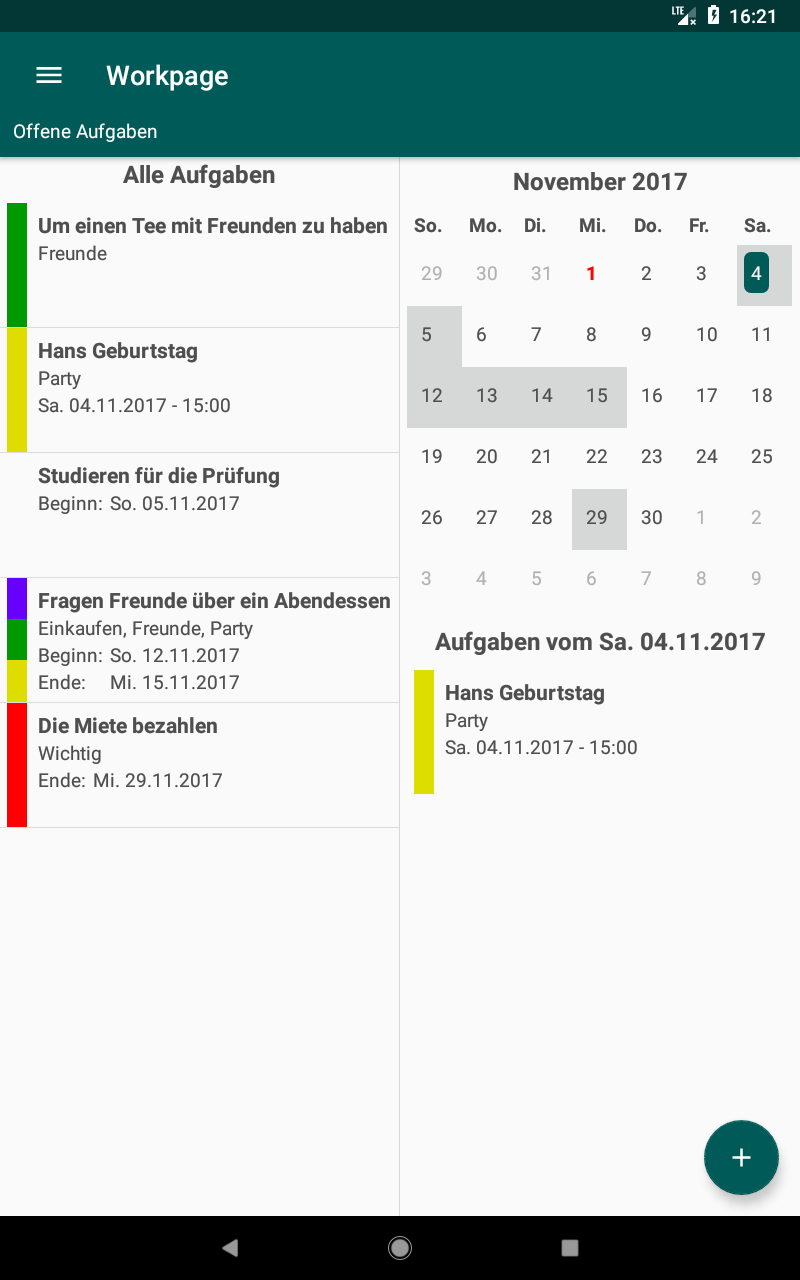 LTE 16:21
Workpage
Offene Aufgaben
Alle Aufgaben
Um einen Tee mit Freunden zu haben
Freunde
Hans Geburtstag
Party
Sa. 04.11.2017 - 15:00
Studieren für die Prüfung
Beginn: So. 05.11.2017
Fragen Freunde über ein Abendessen
Einkaufen, Freunde, Party
Beginn: So. 12.11.2017
Ende: Mi. 15.11.2017
Die Miete bezahlen
Wichtig
Ende: Mi. 29.11.2017
November 2017
So. Mo. Di. Mi. Do. Fr. Sa.
29 30 31 1 2 3 4
5 6 7 8 9 10 11
12 13 14 15 16 17 18
19 20 21 22 23 24 25
26 27 28 29 30 1 2
3 4 5 6 7 8 9
Aufgaben vom Sa. 04.11.2017
Hans Geburtstag
Party
Sa. 04.11.2017 - 15:00